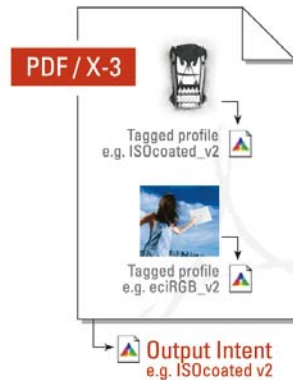 PDF / X-3
Tagged profile
e.g. ISOcoated_v2
Tagged profile
e.g. eciRGB_v2
Output Intent
e.g. ISOcoated v2